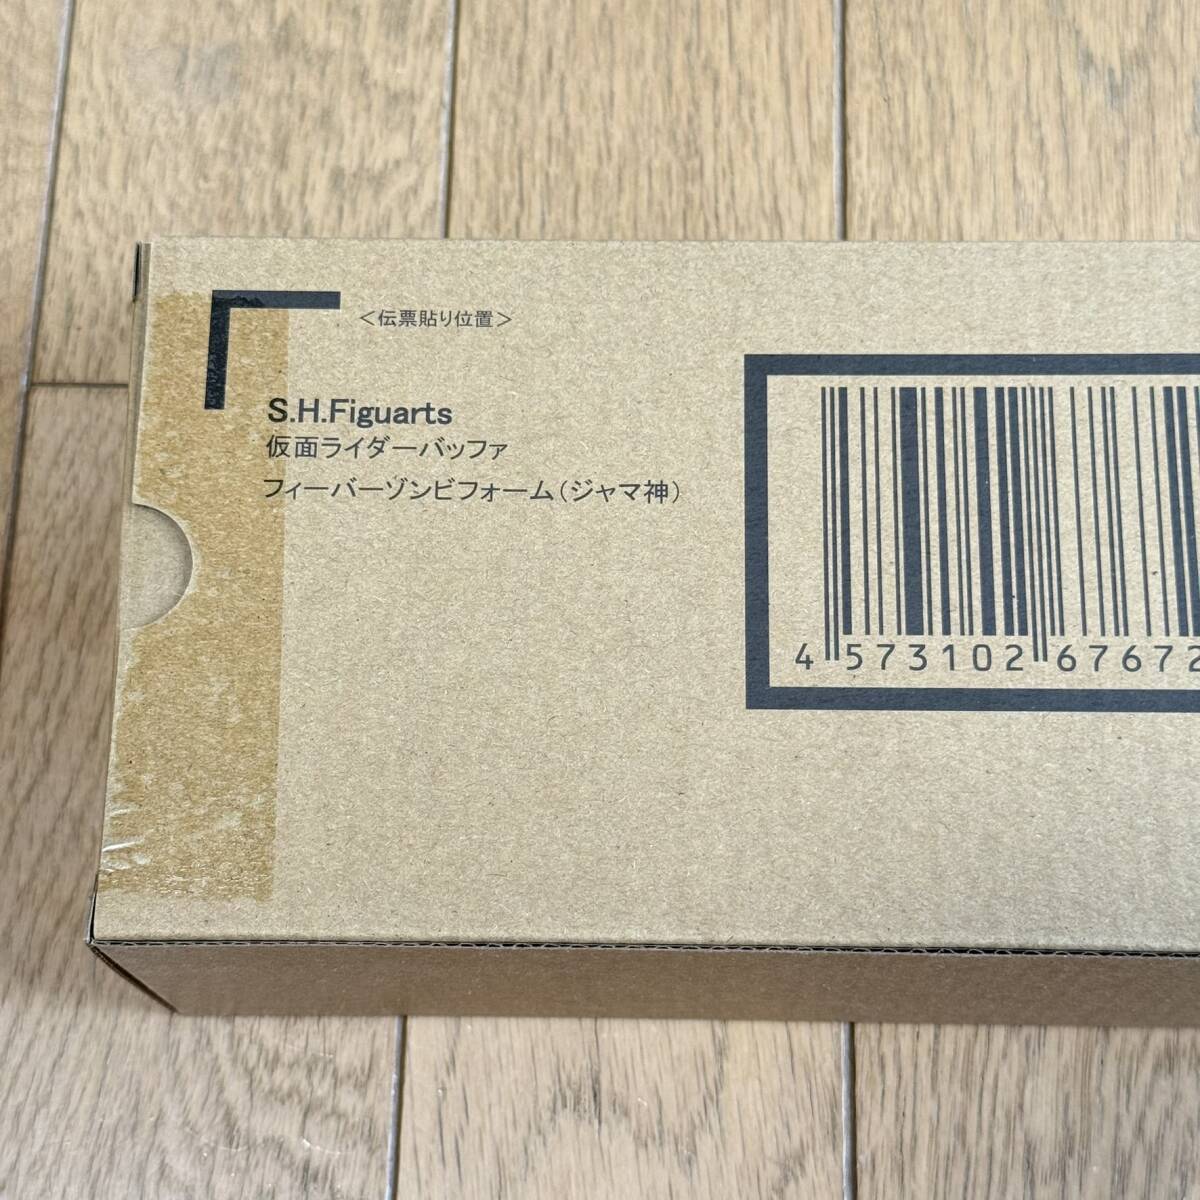 ＜伝票貼り位置＞
S.H.Figuarts
仮面ライダーバッファ
フィーバーゾンビフォーム（ジャマ神）
4 573102 67672